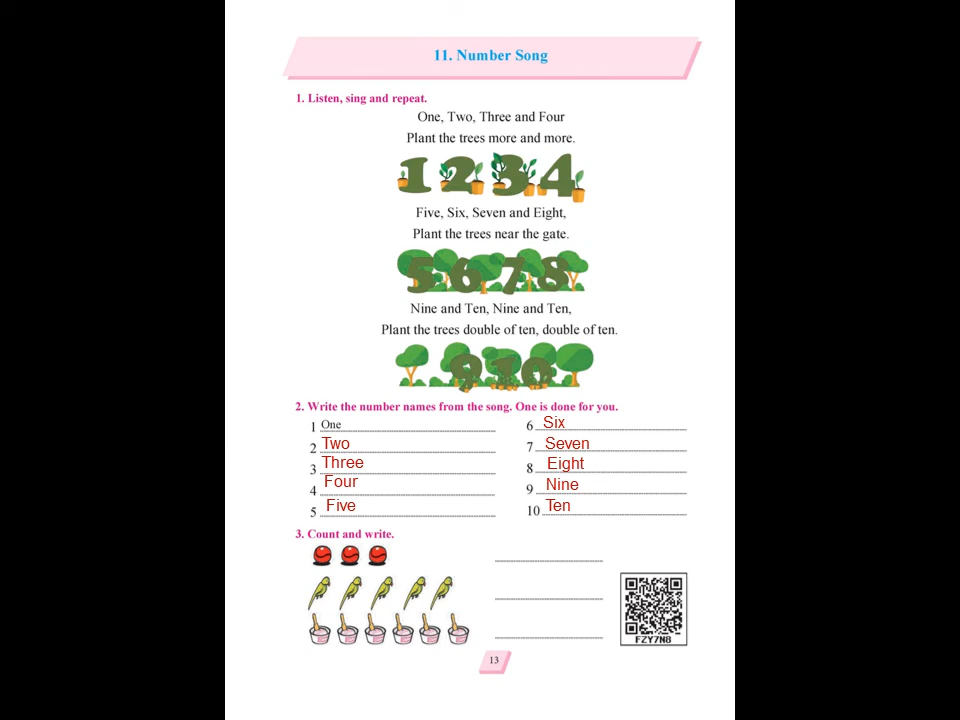 11. Number Song
1. Listen, sing and repeat.
One, Two, Three and Four
Plant the trees more and more.
1 2 3 4
Five, Six, Seven and Eight,
Plant the trees near the gate.
5 6 7 8
Nine and Ten, Nine and Ten,
Plant the trees double of ten, double of ten.
9 10
2. Write the number names from the song. One is done for you.
1 One
2 Two
3 Three
4 Four
5 Five
6 Six
7 Seven
8 Eight
9 Nine
10 Ten
3. Count and write.
FZY7N8
13